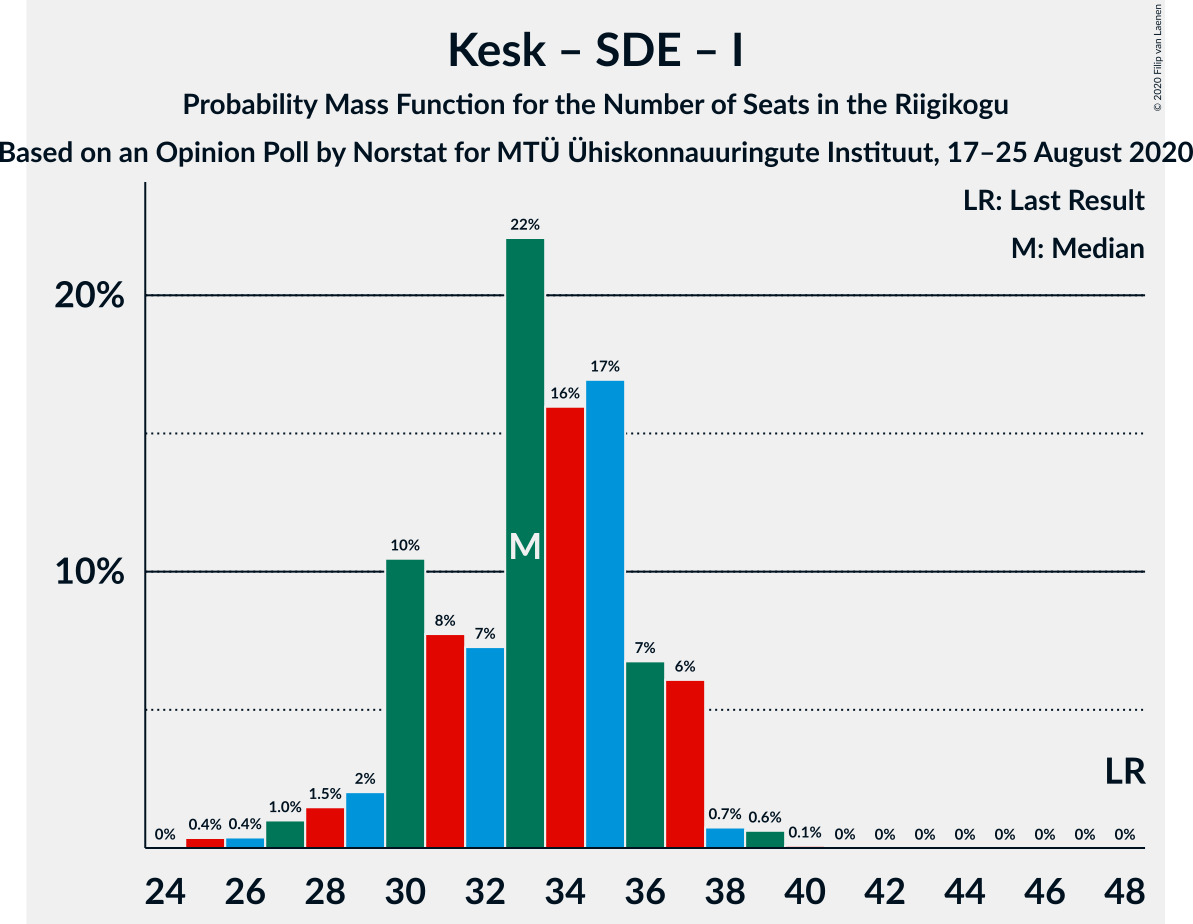 Kesk – SDE – I
Probability Mass Function for the Number of Seats in the Riigikogu
Based on an Opinion Poll by Norstat for MTÜ Ühiskonnauuringute Instituut, 17–25 August 2020
© 2020 Filip van Laenen
LR: Last Result
M: Median
22%
20%
17%
16%
M
10%
10%
8%
7%
7%
6%
LR
2%
1.5%
1.0%
0.7%
0.6%
0% 0.4% 0.4% 0.1% 0% 0% 0% 0% 0% 0% 0% 0%
24 26 28 30 32 34 36 38 40 42 44 46 48